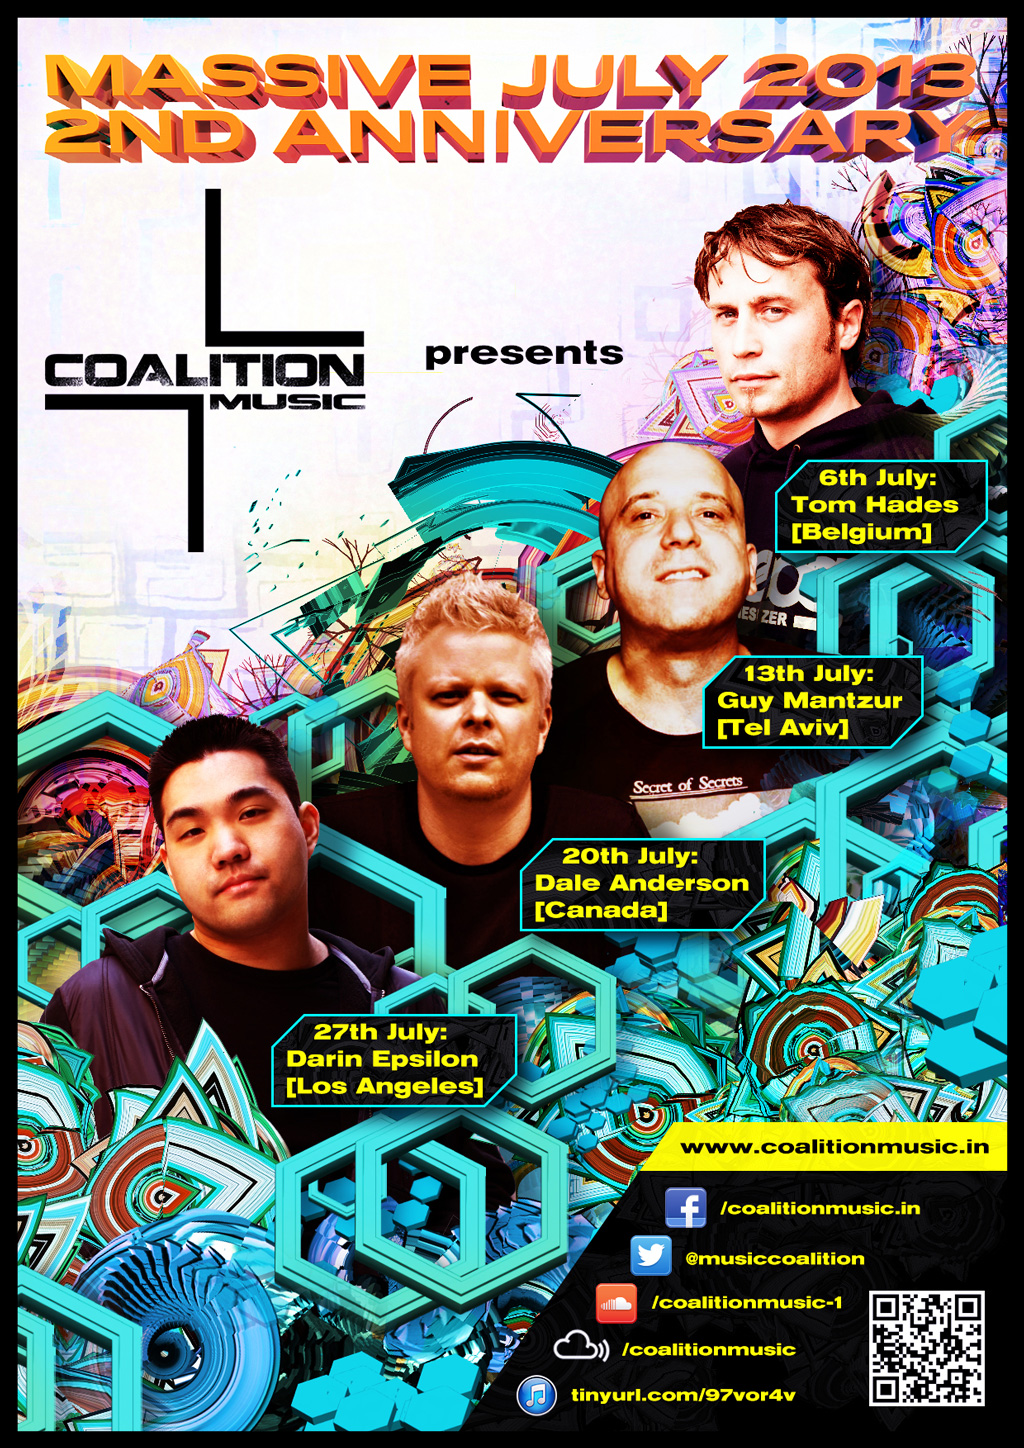 MASSIVE JULY 2013
2ND ANNIVERSARY
COALITION
MUSIC
presents
6th July:
Tom Hades
[Belgium]
13th July:
Guy Mantzur
[Tel Aviv]
Secret of Secrets
20th July:
Dale Anderson
[Canada]
27th July:
Darin Epsilon
[Los Angeles]
www.coalitionmusic.in
/coalitionmusic.in
@musiccoalition
/coalitionmusic-1
/coalitionmusic
tinyurl.com/97vor4v